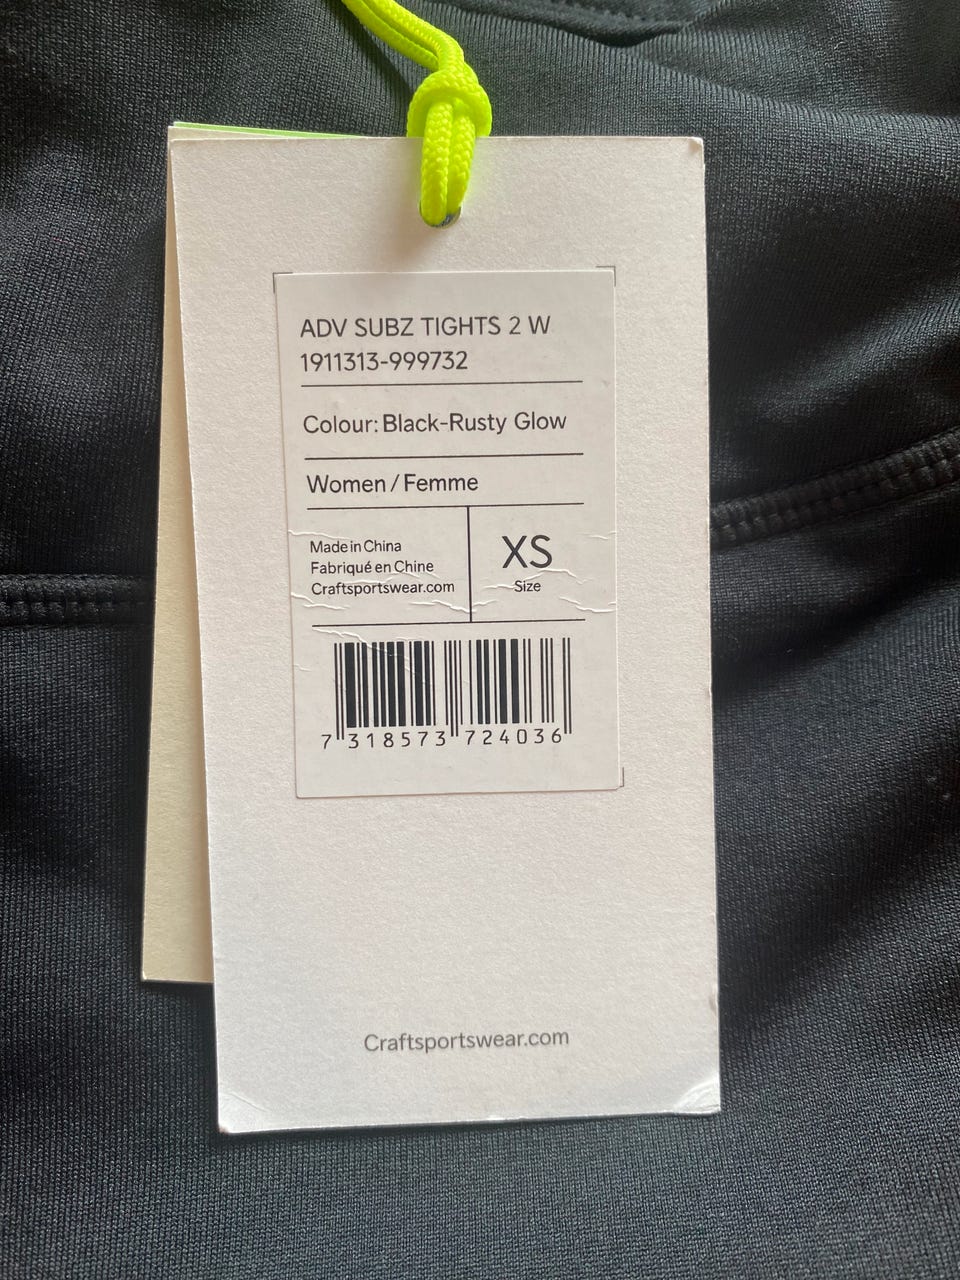 ADV SUBZ TIGHTS 2 W
1911313-999732
Colour: Black-Rusty Glow
Women / Femme
Made in China
Fabriqué en Chine
Craftsportswear.com
XS
Size
7 318573 724036
Craftsportswear.com